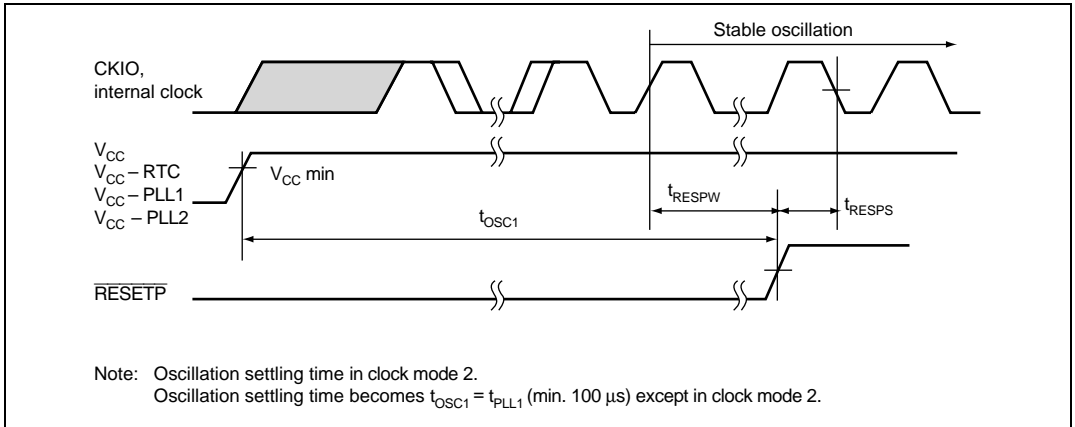 Stable oscillation
CKIO,
internal clock
VCC
VCC – RTC
VCC – PLL1
VCC – PLL2
VCC min
tRESPW
tRESPS
tOSC1
RESETP
Note: Oscillation settling time in clock mode 2.
Oscillation settling time becomes tOSC1 = tPLL1 (min. 100 μs) except in clock mode 2.